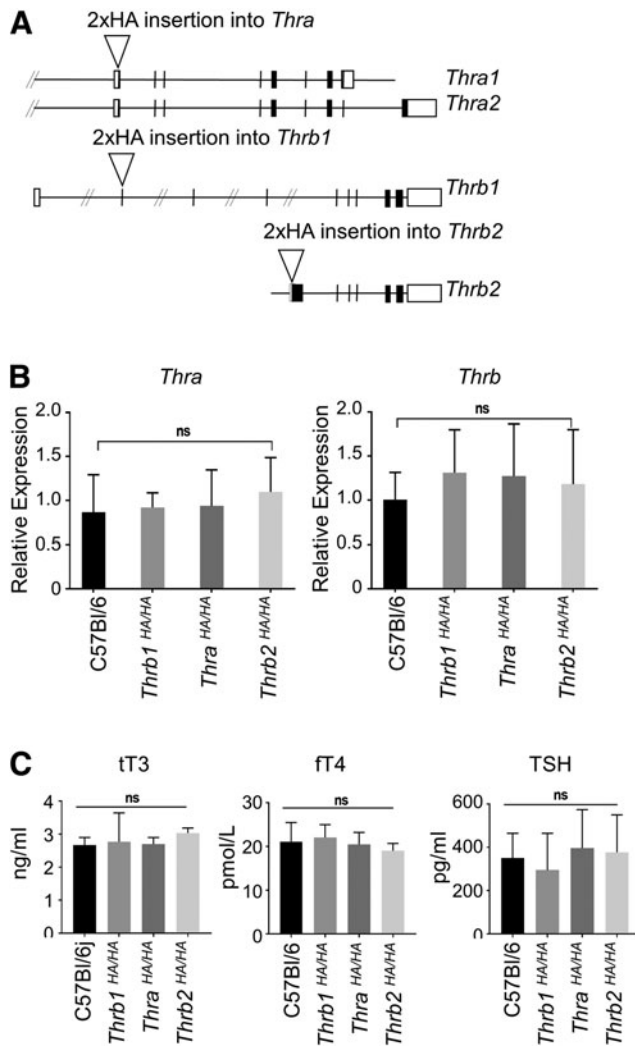 A
2xHA insertion into Thra
Thra1
Thra2
2xHA insertion into Thrb1
Thrb1
2xHA insertion into Thrb2
Thrb2
B
Thra
Relative Expression
2.0
1.5
1.0
0.5
0
ns
C57Bl/6
Thrb1 HA/HA
Thra HA/HA
Thrb2 HA/HA
Thrb
Relative Expression
2.0
1.5
1.0
0.5
0
ns
C57Bl/6
Thrb1 HA/HA
Thra HA/HA
Thrb2 HA/HA
C
tT3
ng/ml
4
3
2
1
0
ns
C57Bl/6j
Thrb1 HA/HA
Thra HA/HA
Thrb2 HA/HA
fT4
pmol/L
30
20
10
0
ns
C57Bl/6
Thrb1 HA/HA
Thra HA/HA
Thrb2 HA/HA
TSH
pg/ml
600
400
200
0
ns
C57Bl/6
Thrb1 HA/HA
Thra HA/HA
Thrb2 HA/HA